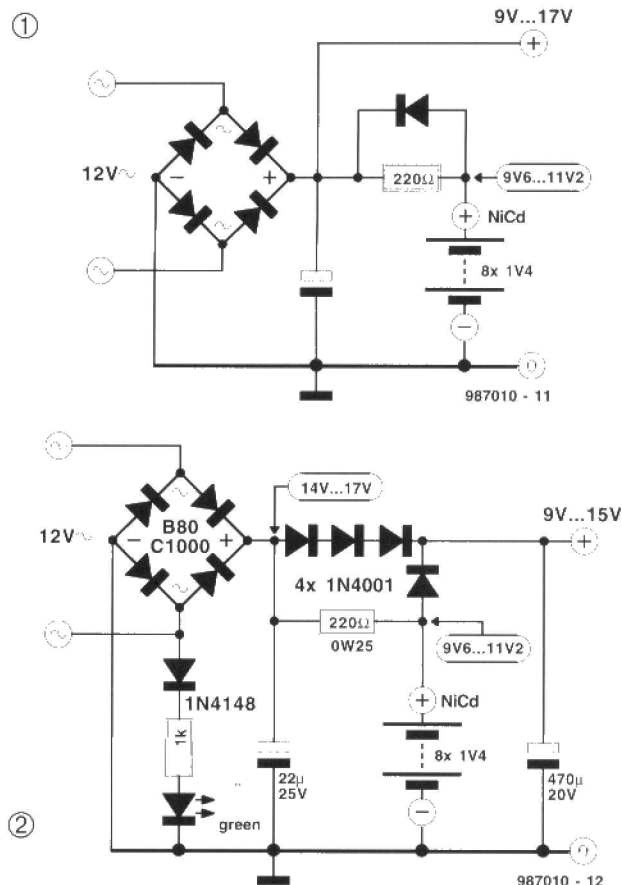 ①
9V...17V
+
~
~
12V~
−
+
~
~
220Ω
9V6...11V2
+
NiCd
8x 1V4
−
0
987010 - 11
~
14V...17V
~
B80
C1000
12V~
−
+
9V...15V
+
4x 1N4001
220Ω
0W25
9V6...11V2
~
1N4148
+
NiCd
1k
8x 1V4
22µ
25V
470µ
20V
−
green
②
0
987010 - 12